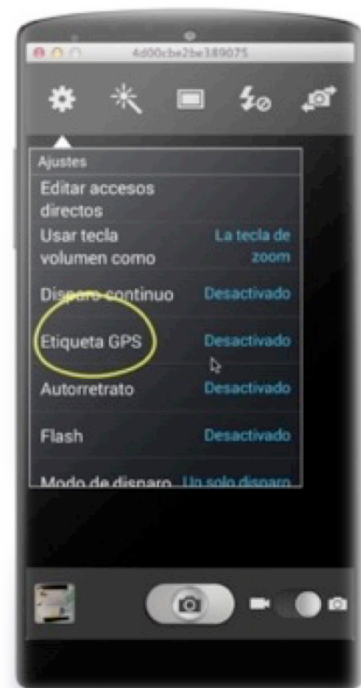 4d00cbe2be189075
Ajustes
Editar accesos
directos
Usar tecla La tecla de
volumen como zoom
Disparo continuo Desactivado
Etiqueta GPS Desactivado
Autorretrato Desactivado
Flash Desactivado
Modo de disparo Un solo disparo